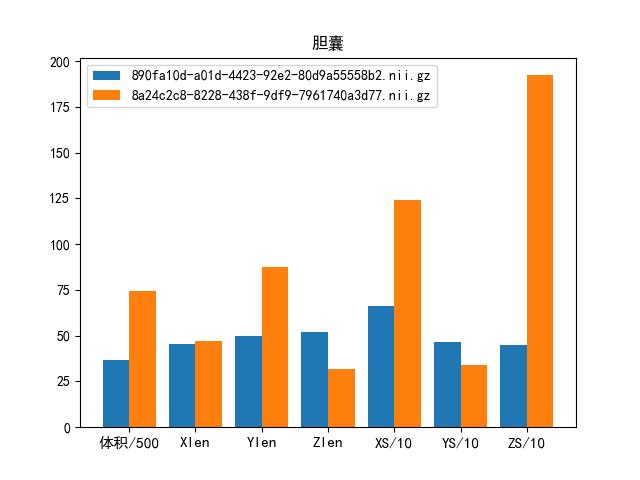 胆囊
200
175
150
125
100
75
50
25
0
890fa10d-a01d-4423-92e2-80d9a55558b2.nii.gz
8a24c2c8-8228-438f-9df9-7961740a3d77.nii.gz
体积/500 Xlen Ylen Zlen XS/10 YS/10 ZS/10